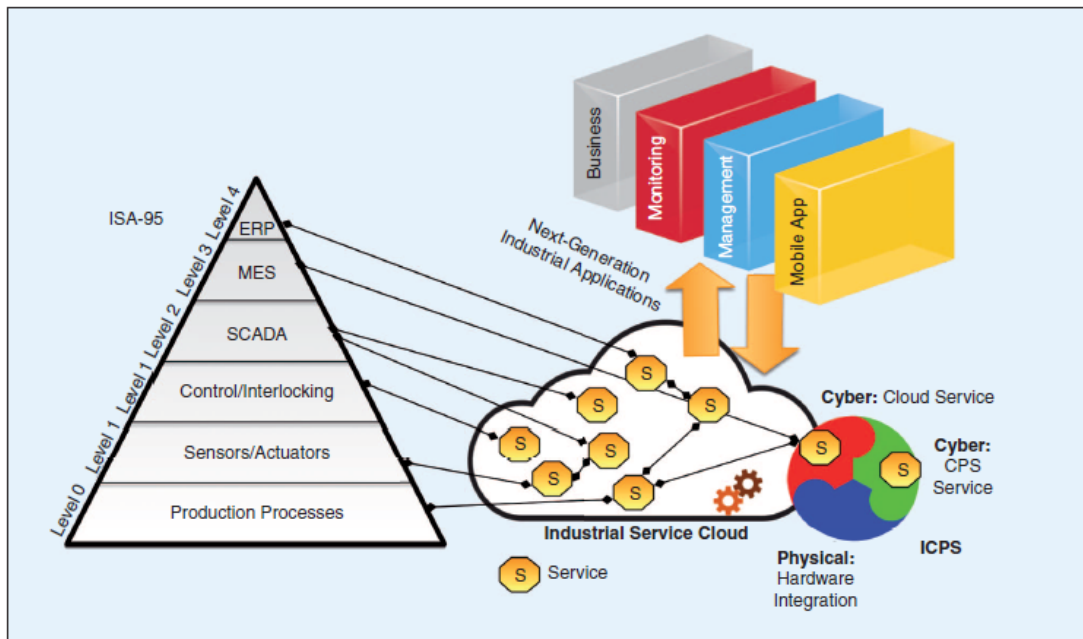 ISA-95
Level 4
Level 3
Level 2
Level 1
Level 1
Level 0
ERP
MES
SCADA
Control/Interlocking
Sensors/Actuators
Production Processes
Business
Monitoring
Management
Mobile App
Next-Generation
Industrial Applications
S
S
S
S
S
S
S
S
S
Cyber: Cloud Service
Cyber:
CPS
Service
ICPS
Physical:
Hardware
Integration
Industrial Service Cloud
S
Service